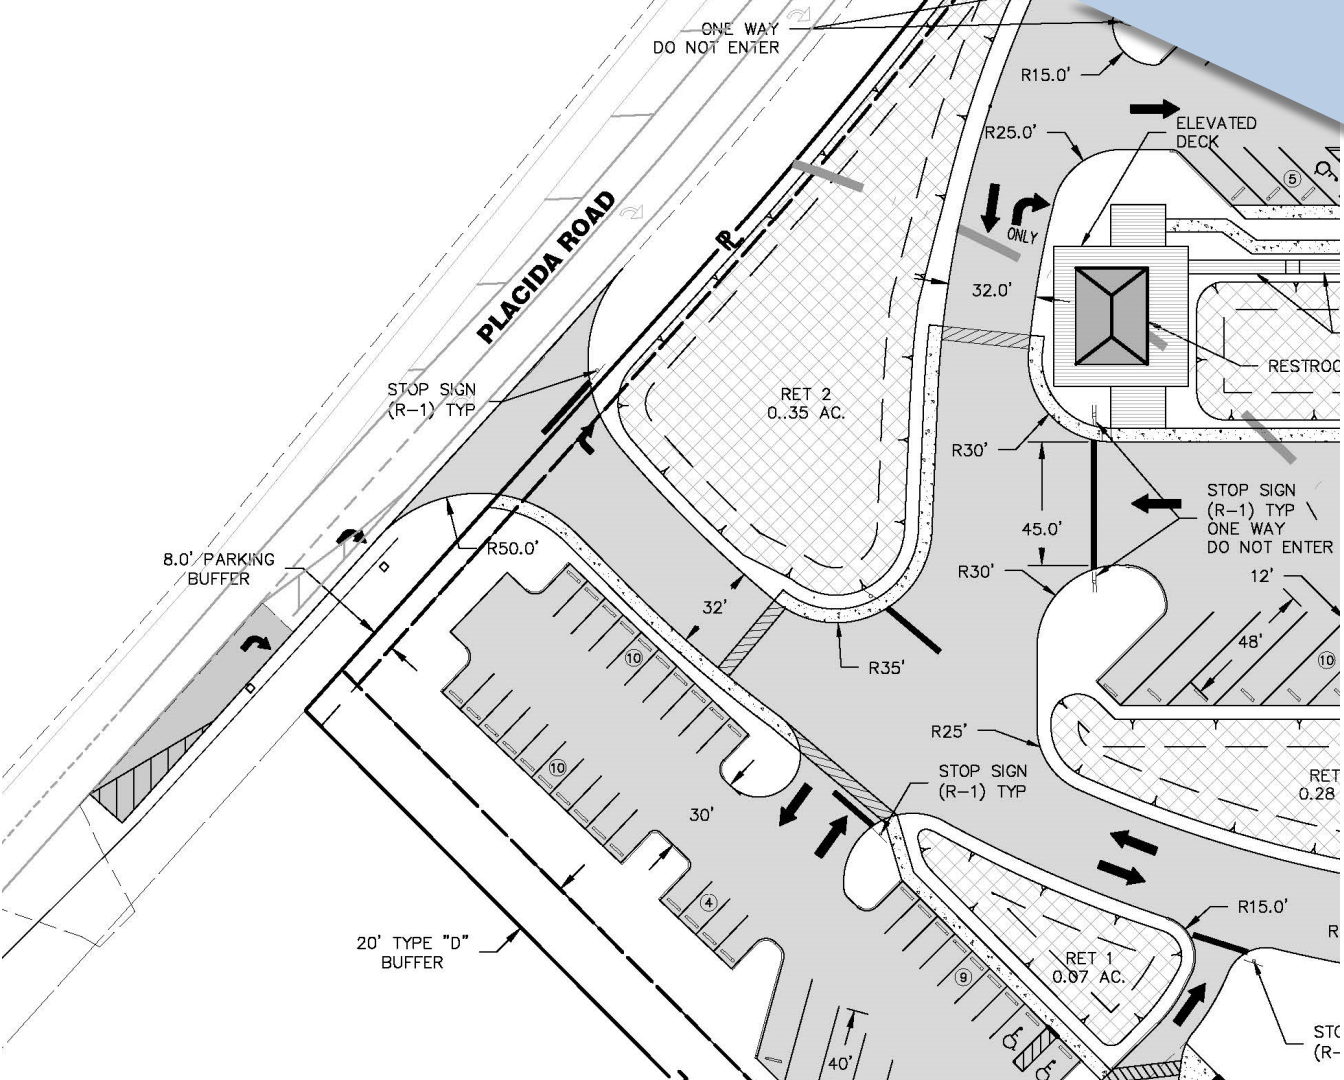 ONE WAY
DO NOT ENTER
R15.0'
R25.0'
ELEVATED
DECK
5
ONLY
PLACIDA ROAD
32.0'
RESTROO
STOP SIGN
(R-1) TYP
RET 2
0..35 AC.
R30'
STOP SIGN
(R-1) TYP
ONE WAY
DO NOT ENTER
45.0'
R50.0'
8.0' PARKING
BUFFER
R30'
12'
32'
48'
10
10
R35'
R25'
10
STOP SIGN
(R-1) TYP
RET
0.28
30'
4
R15.0'
20' TYPE "D"
BUFFER
RET 1
0.07 AC.
9
R
STO
(R-
40'